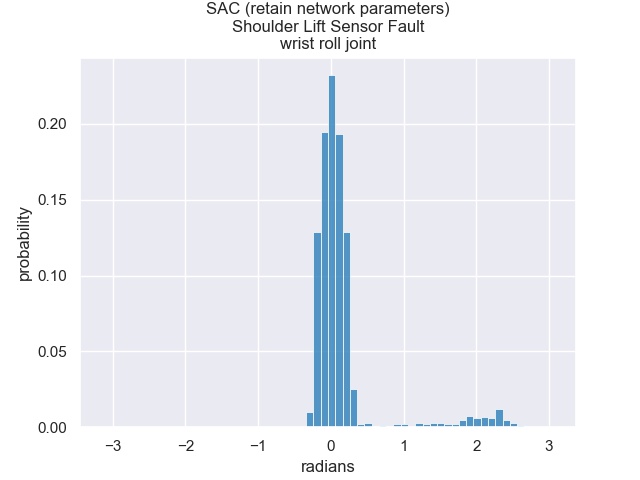 SAC (retain network parameters)
Shoulder Lift Sensor Fault
wrist roll joint
0.20
0.15
0.10
0.05
0.00
probability
−3 −2 −1 0 1 2 3
radians